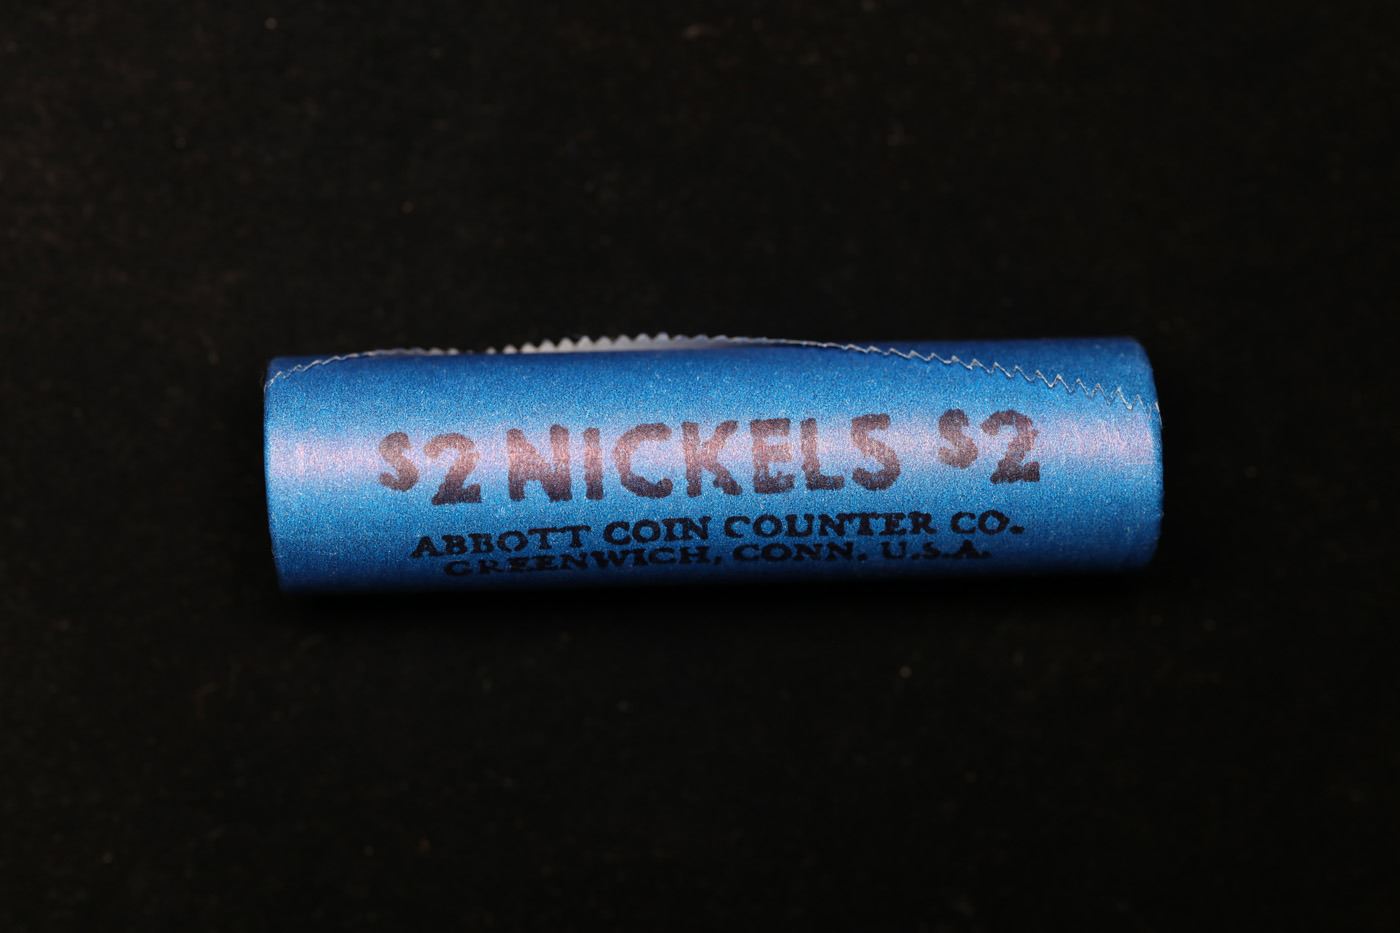 $2 NICKELS $2
ABBOTT COIN COUNTER CO.
GREENWICH, CONN. U.S.A.